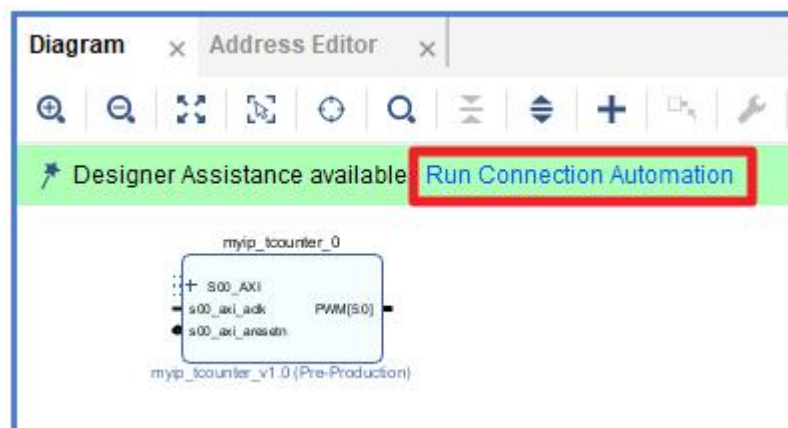 Diagram × Address Editor ×
Designer Assistance available Run Connection Automation
myip_tcounter_0
S00_AXI
s00_axi_aclk PWM[5:0]
s00_axi_aresetn
myip_tcounter_v1.0 (Pre-Production)